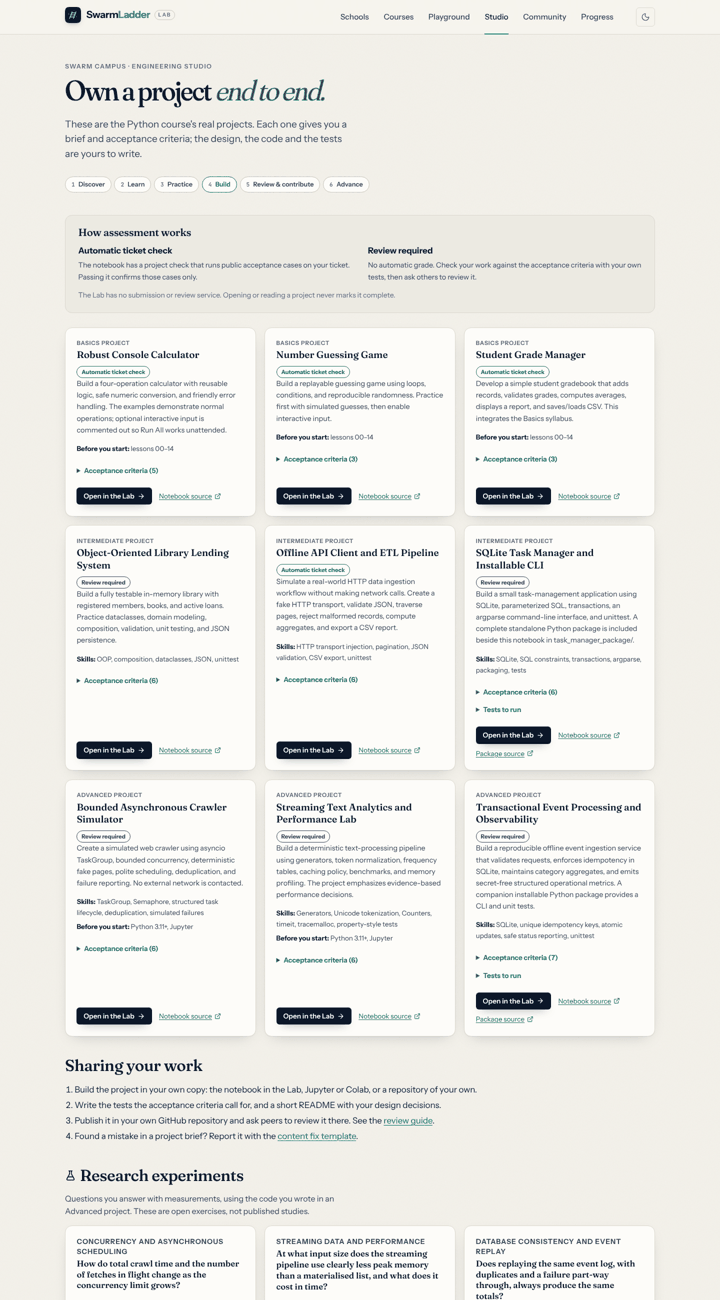 SwarmLadder LAB
Schools Courses Playground Studio Community Progress
SWARM CAMPUS · ENGINEERING STUDIO
Own a project end to end.
These are the Python course's real projects. Each one gives you a
brief and acceptance criteria; the design, the code and the tests
are yours to write.
1 Discover 2 Learn 3 Practice 4 Build 5 Review & contribute 6 Advance
How assessment works
Automatic ticket check
The notebook has a project check that runs public acceptance cases on your ticket.
Passing it confirms those cases only.
Review required
No automatic grade. Check your work against the acceptance criteria with your own
tests, then ask others to review it.
The Lab has no submission or review service. Opening or reading a project never marks it complete.
BASICS PROJECT
Robust Console Calculator
Automatic ticket check
Build a four-operation calculator with reusable
logic, safe numeric conversion, and friendly error
handling. The examples demonstrate normal
operations; optional interactive input is
commented out so Run All works unattended.
Before you start: lessons 00–14
▶ Acceptance criteria (5)
Open in the Lab → Notebook source
BASICS PROJECT
Number Guessing Game
Automatic ticket check
Build a replayable guessing game using loops,
conditions, and reproducible randomness. Practice
first with simulated guesses, then enable
interactive input.
Before you start: lessons 00–14
▶ Acceptance criteria (3)
Open in the Lab → Notebook source
BASICS PROJECT
Student Grade Manager
Automatic ticket check
Develop a simple student gradebook that adds
records, validates grades, computes averages,
displays a report, and saves/loads CSV. This
integrates the Basics syllabus.
Before you start: lessons 00–14
▶ Acceptance criteria (3)
Open in the Lab → Notebook source
INTERMEDIATE PROJECT
Object-Oriented Library Lending
System
Review required
Build a fully testable in-memory library with
registered members, books, and active loans.
Practice dataclasses, domain modeling,
composition, validation, unit testing, and JSON
persistence.
Skills: OOP, composition, dataclasses, JSON, unittest
▶ Acceptance criteria (6)
Open in the Lab → Notebook source
INTERMEDIATE PROJECT
Offline API Client and ETL Pipeline
Automatic ticket check
Simulate a real-world HTTP data ingestion
workflow without making network calls. Create a
fake HTTP transport, validate JSON, traverse
pages, reject malformed records, compute
aggregates, and export a CSV report.
Skills: HTTP transport injection, pagination, JSON
validation, CSV export, unittest
▶ Acceptance criteria (6)
Open in the Lab → Notebook source
INTERMEDIATE PROJECT
SQLite Task Manager and
Installable CLI
Review required
Build a small task-management application using
SQLite, parameterized SQL, transactions, an
argparse command-line interface, and unittest. A
complete standalone Python package is included
beside this notebook in task_manager_package/.
Skills: SQLite, SQL constraints, transactions, argparse,
packaging, tests
▶ Acceptance criteria (6)
▶ Tests to run
Open in the Lab → Notebook source
Package source
ADVANCED PROJECT
Bounded Asynchronous Crawler
Simulator
Review required
Create a simulated web crawler using asyncio
TaskGroup, bounded concurrency, deterministic
fake pages, polite scheduling, deduplication, and
failure reporting. No external network is contacted.
Skills: TaskGroup, Semaphore, structured task
lifecycle, deduplication, simulated failures
Before you start: Python 3.11+, Jupyter
▶ Acceptance criteria (6)
Open in the Lab → Notebook source
ADVANCED PROJECT
Streaming Text Analytics and
Performance Lab
Review required
Build a deterministic text-processing pipeline
using generators, token normalization, frequency
tables, caching policy, benchmarks, and memory
profiling. The project emphasizes evidence-based
performance decisions.
Skills: Generators, Unicode tokenization, Counters,
timeit, tracemalloc, property-style tests
Before you start: Python 3.11+, Jupyter
▶ Acceptance criteria (6)
Open in the Lab → Notebook source
ADVANCED PROJECT
Transactional Event Processing and
Observability
Review required
Build a reproducible offline event ingestion service
that validates requests, enforces idempotency in
SQLite, maintains category aggregates, and emits
secret-free structured operational metrics. A
companion installable Python package provides a
CLI and unit tests.
Skills: SQLite, unique idempotency keys, atomic
updates, safe status reporting, unittest
▶ Acceptance criteria (7)
▶ Tests to run
Open in the Lab → Notebook source
Package source
Sharing your work
1. Build the project in your own copy: the notebook in the Lab, Jupyter or Colab, or a repository of your own.
2. Write the tests the acceptance criteria call for, and a short README with your design decisions.
3. Publish it in your own GitHub repository and ask peers to review it there. See the review guide.
4. Found a mistake in a project brief? Report it with the content fix template.
Research experiments
Questions you answer with measurements, using the code you wrote in an
Advanced project. These are open exercises, not published studies.
CONCURRENCY AND ASYNCHRONOUS
SCHEDULING
How do total crawl time and the number
of fetches in flight change as the
concurrency limit grows?
STREAMING DATA AND PERFORMANCE
At what input size does the streaming
pipeline use clearly less peak memory
than a materialised list, and what does it
cost in time?
DATABASE CONSISTENCY AND EVENT
REPLAY
Does replaying the same event log, with
duplicates and a failure part-way
through, always produce the same
totals?